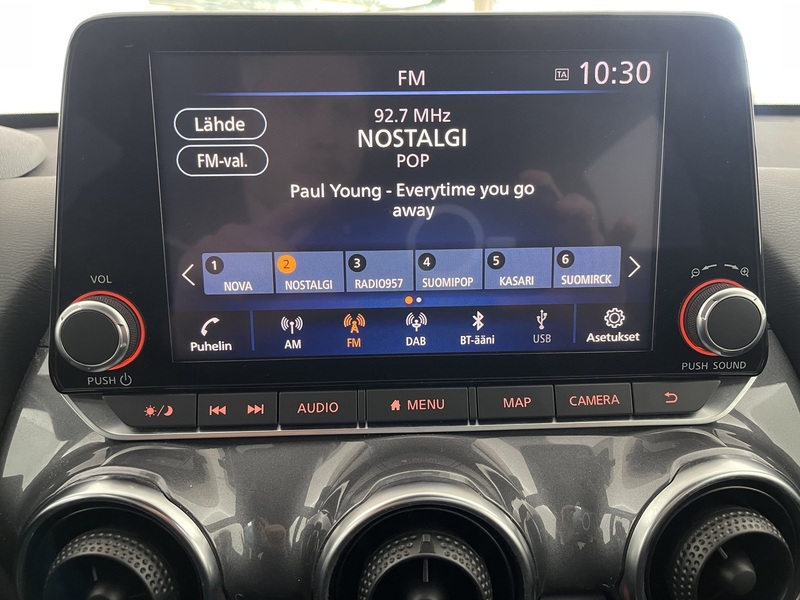 FM
TA 10:30
Lähde
92.7 MHz
NOSTALGI
FM-val.
POP
Paul Young - Everytime you go
away
1 NOVA
2 NOSTALGI
3 RADIO957
4 SUOMIPOP
5 KASARI
6 SUOMIRCK
VOL
Puhelin
AM
FM
DAB
BT-ääni
USB
Asetukset
PUSH
PUSH SOUND
AUDIO
MENU
MAP
CAMERA